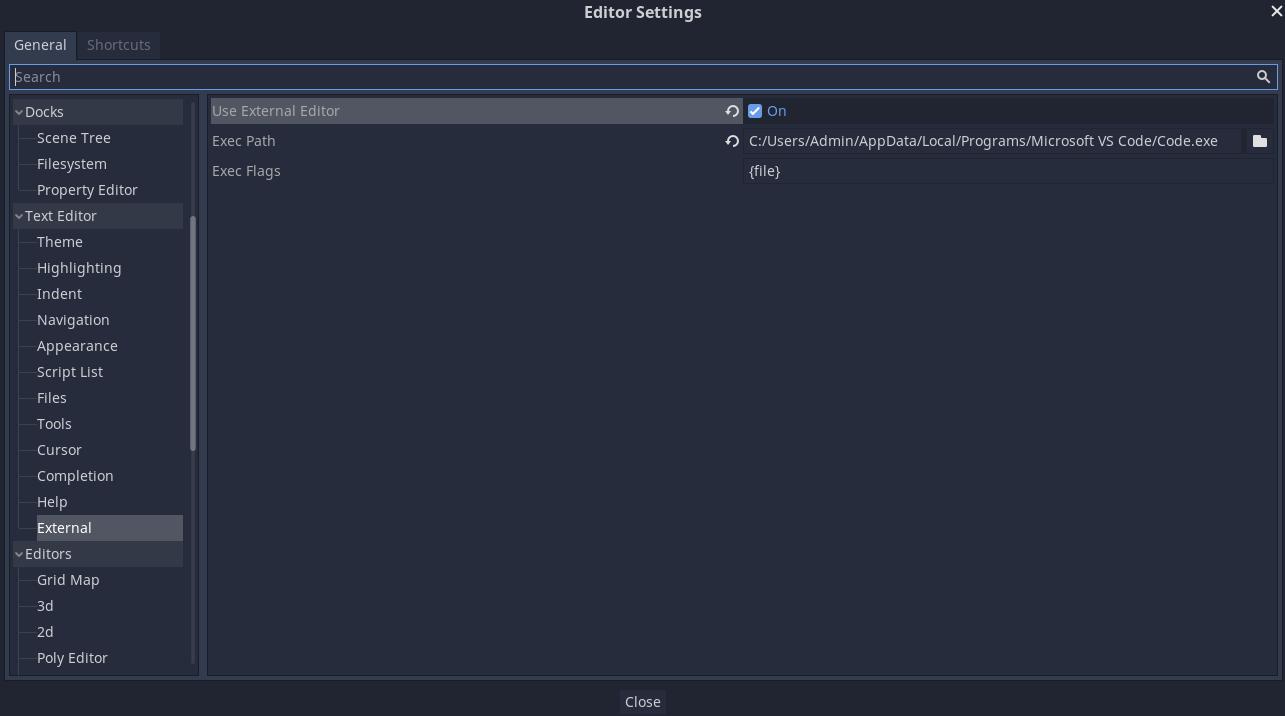 Editor Settings
General
Shortcuts
Search
Docks
Scene Tree
Filesystem
Property Editor
Text Editor
Theme
Highlighting
Indent
Navigation
Appearance
Script List
Files
Tools
Cursor
Completion
Help
External
Editors
Grid Map
3d
2d
Poly Editor
Use External Editor On
Exec Path C:/Users/Admin/AppData/Local/Programs/Microsoft VS Code/Code.exe
Exec Flags {file}
Close